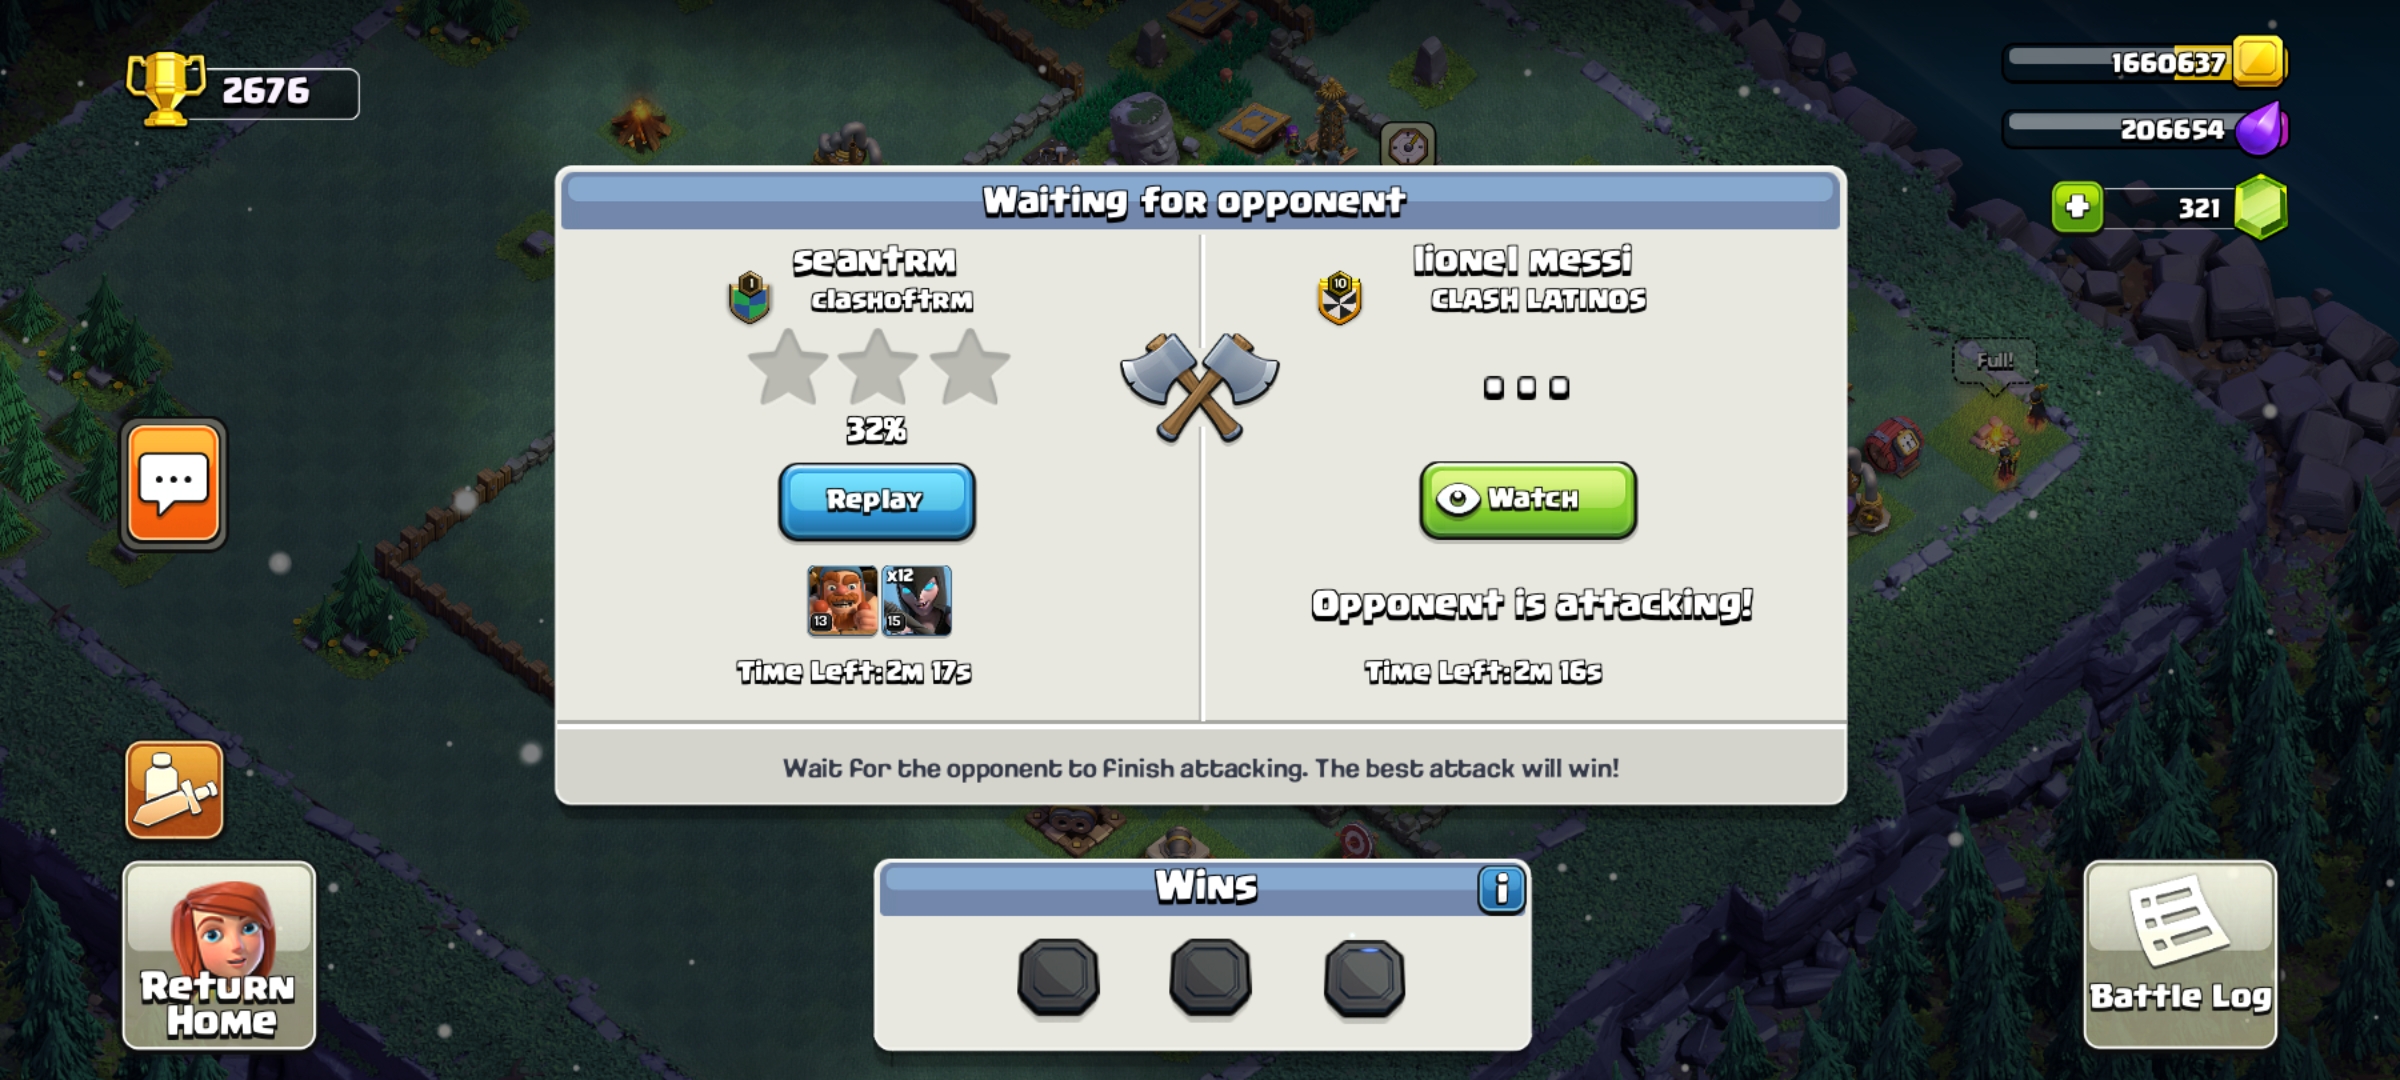 2676
1660637
206654
321
Waiting for opponent
seantrm
1
clashoftrm
32%
Replay
x12
13
15
Time Left:2m 17s
lionel messi
10
CLASH LATINOS
Watch
Opponent is attacking!
Time Left:2m 16s
Full!
Wait for the opponent to finish attacking. The best attack will win!
Wins
i
Return
Home
Battle Log